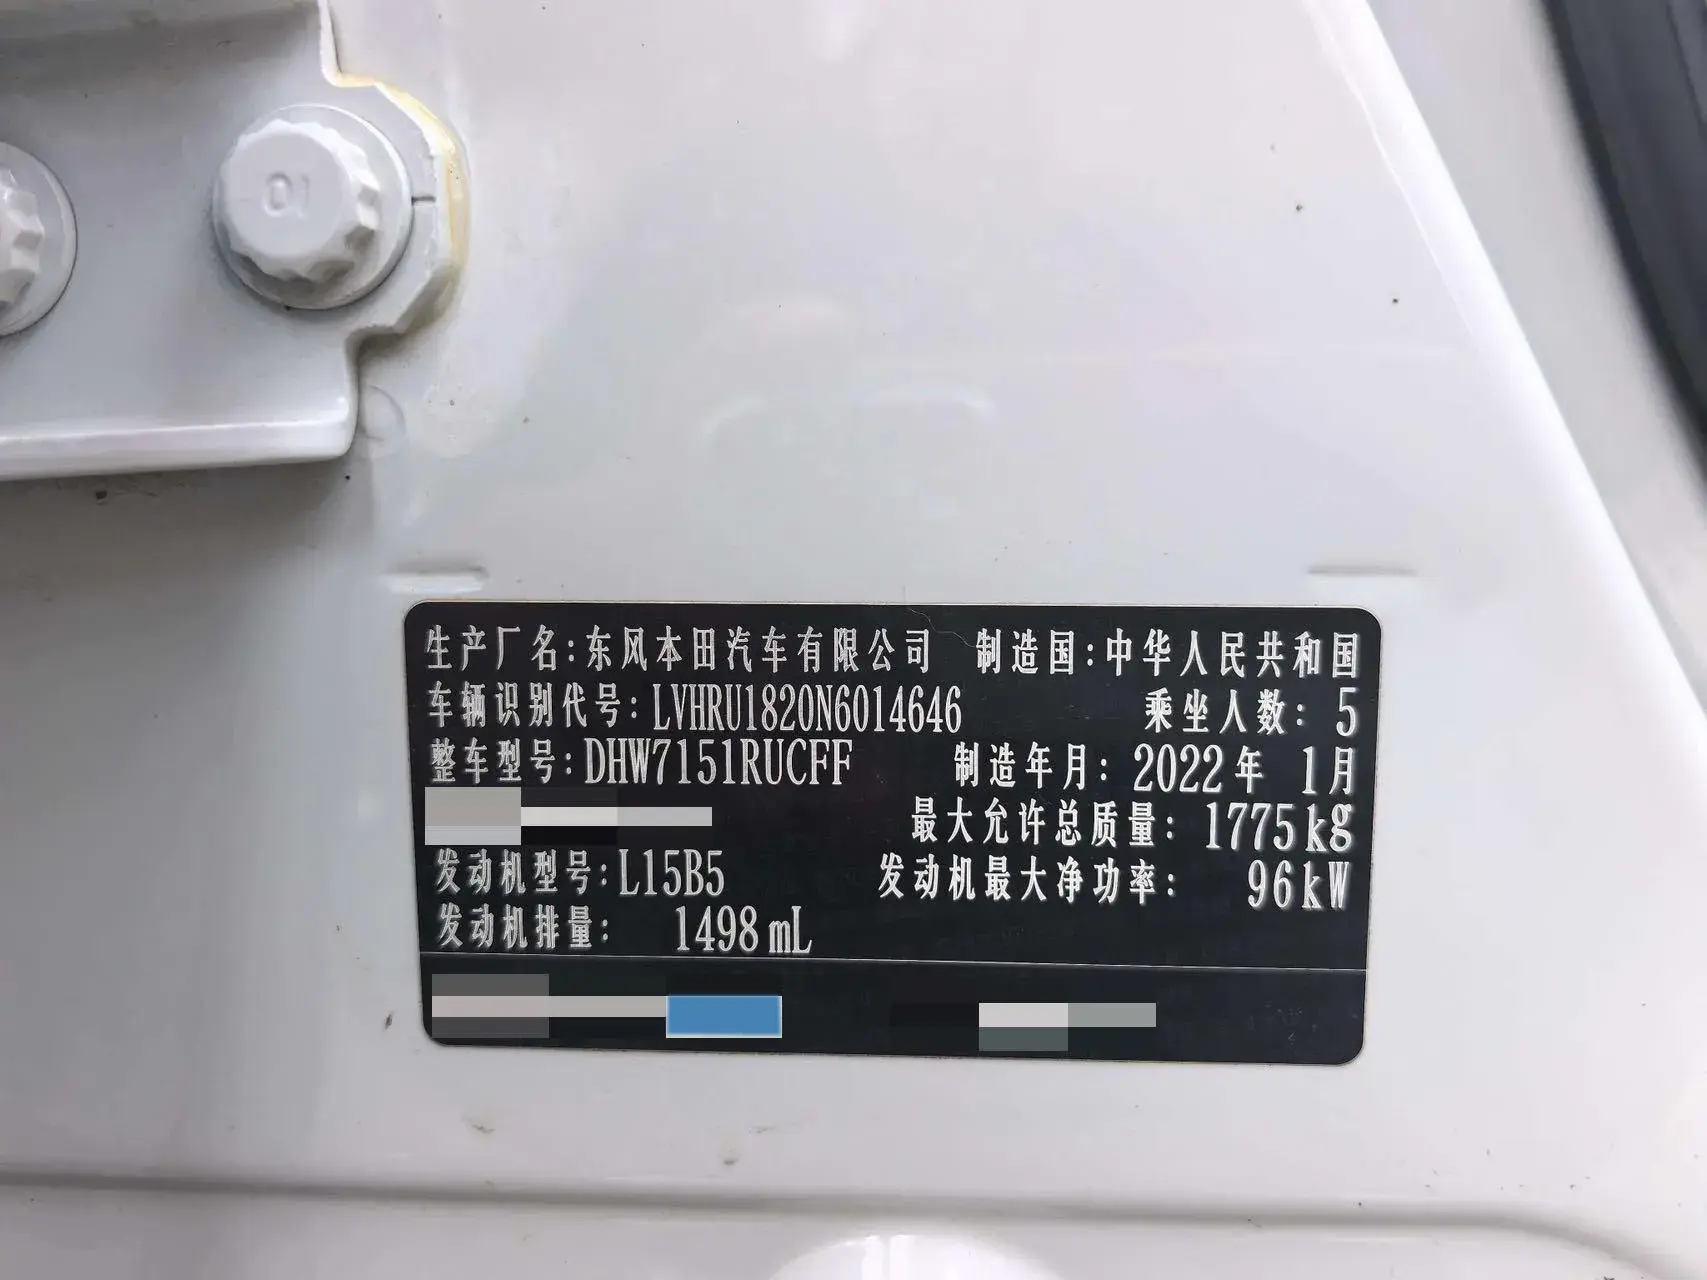 10
生产厂名:东风本田汽车有限公司 制造国:中华人民共和国
车辆识别代号:LVHRU1820N6014646 乘坐人数:5
整车型号:DHW7151RUCFF 制造年月:2022年 1月
最大允许总质量:1775kg
发动机型号:L15B5 发动机最大净功率:96kW
发动机排量:1498mL